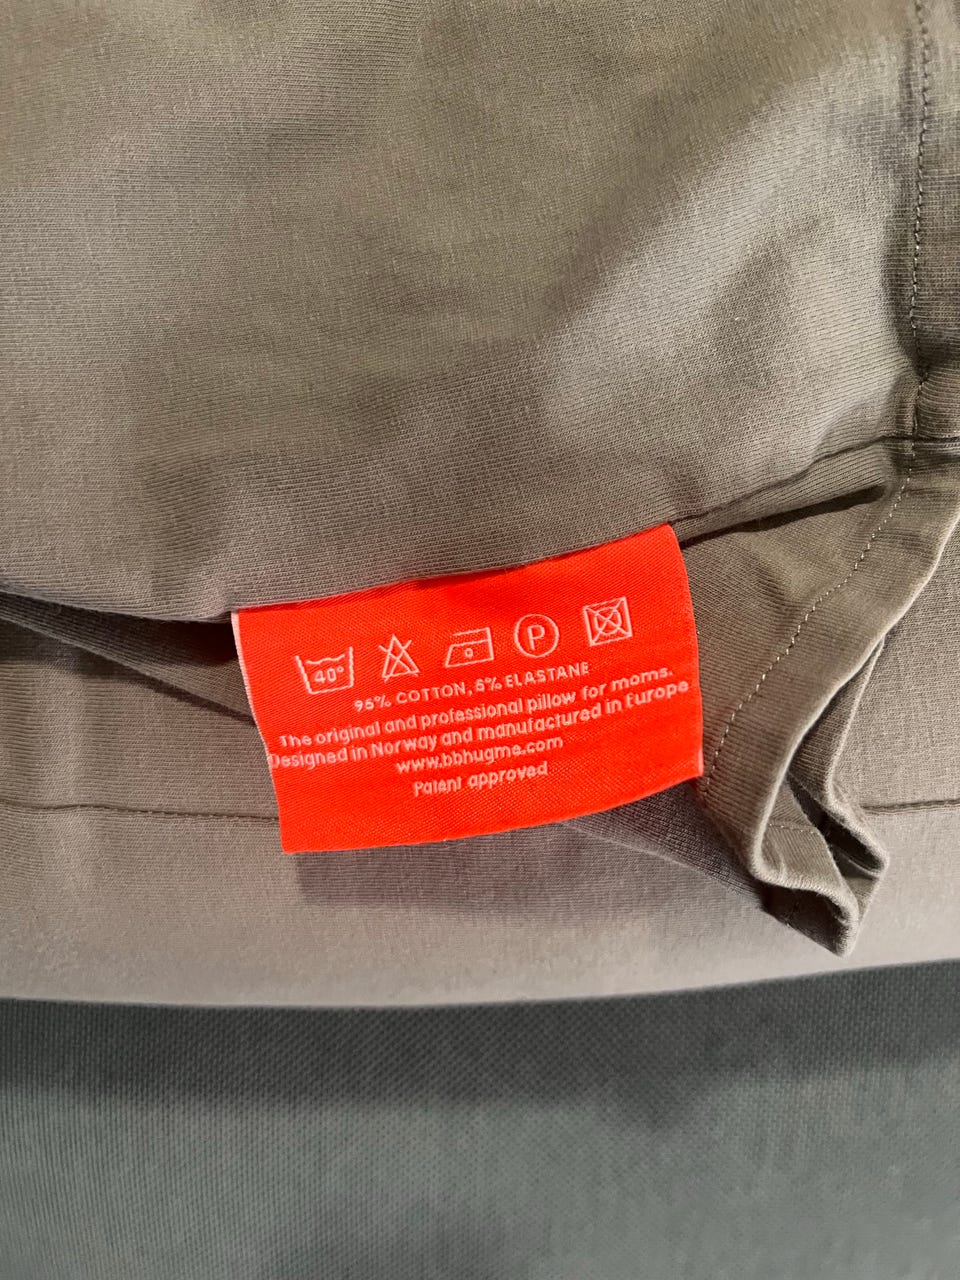 40°
P
95% COTTON, 5% ELASTANE
The original and professional pillow for moms.
Designed in Norway and manufactured in Europe
www.bbhugme.com
Patent approved